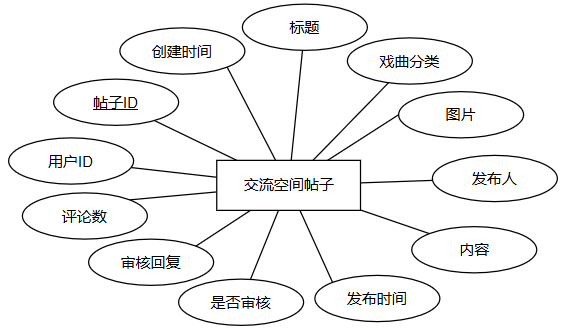 标题
创建时间
戏曲分类
帖子ID
图片
用户ID
交流空间帖子
发布人
评论数
内容
审核回复
是否审核
发布时间